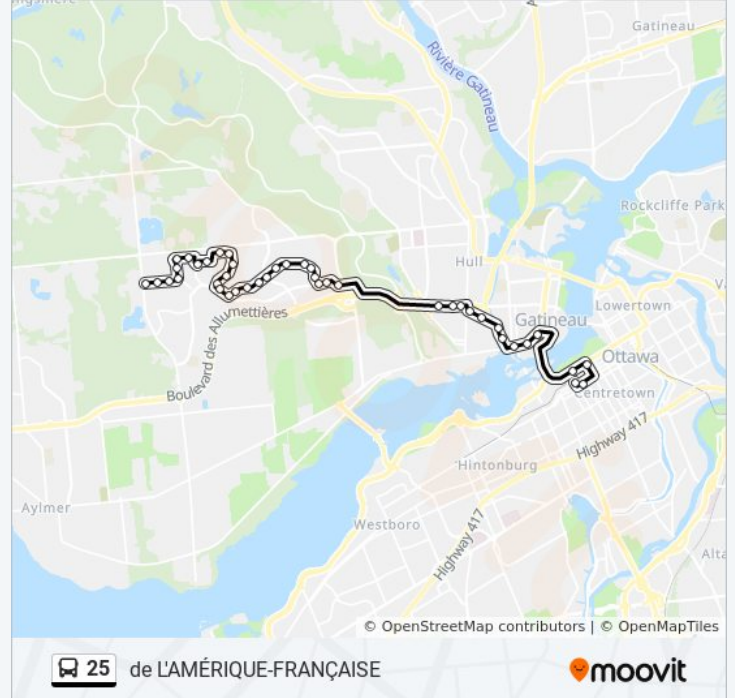 Gatineau
Rivière Gatineau
Rockcliffe Park
Hull
Lowertown
Boulevard des Allumettières
Gatineau
Ottawa
Centretown
Highway 417
Hintonburg
Aylmer
Westboro
Highway 417
© OpenStreetMap contributors | © OpenMapTiles
25 de L'AMÉRIQUE-FRANÇAISE
moovit